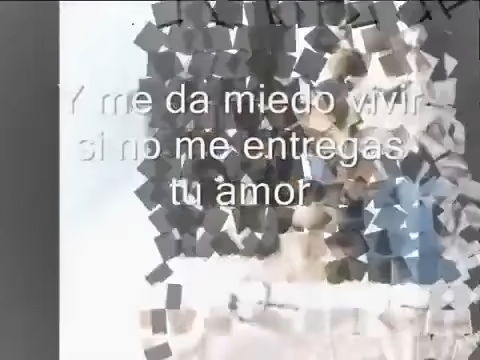 Y me da miedo vivir
si no me entregas
tu amor